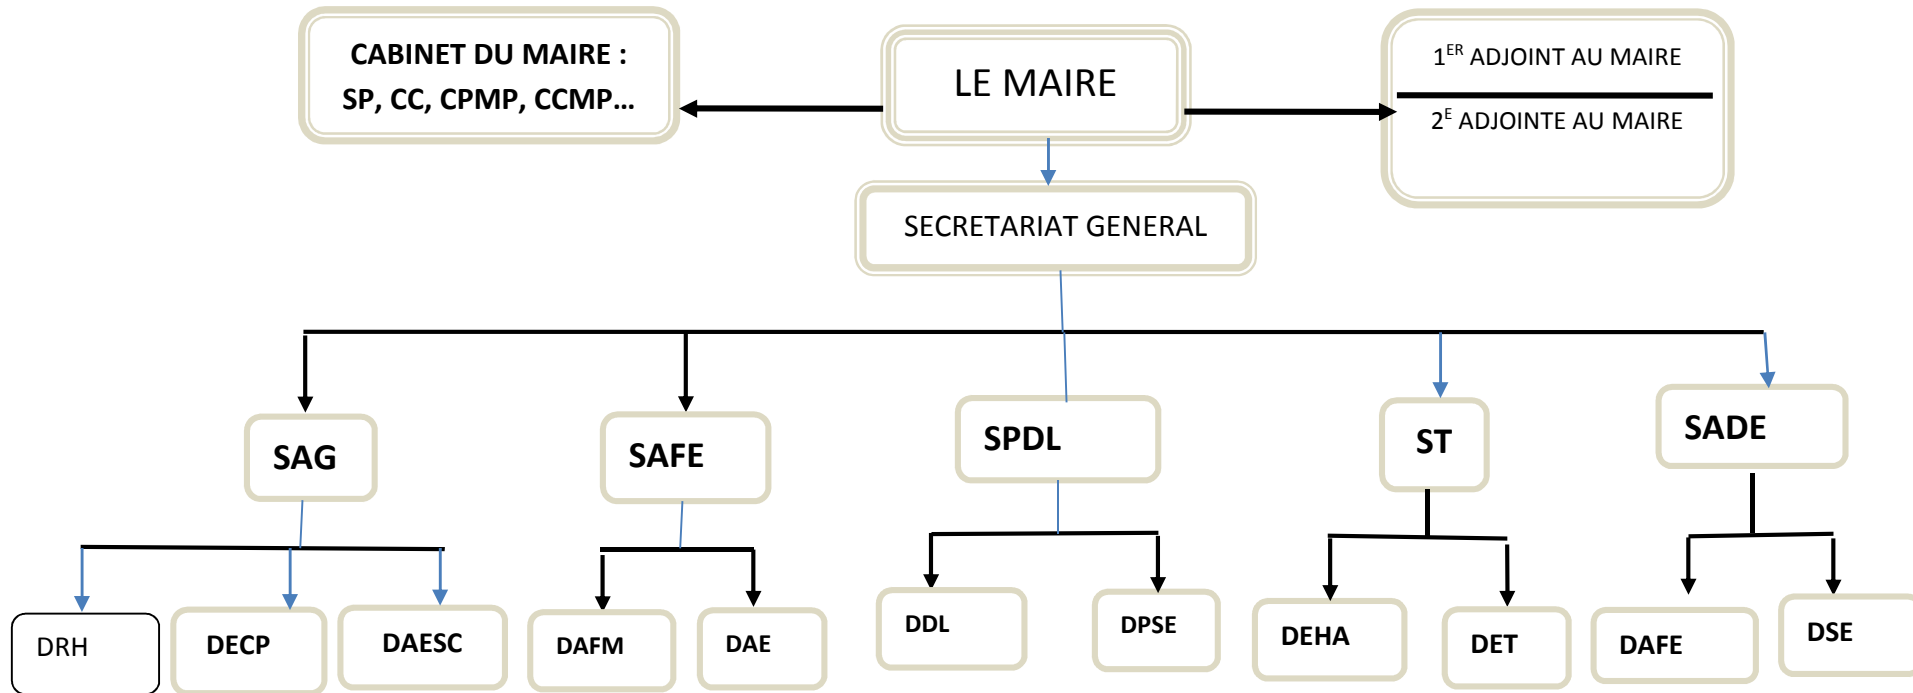 CABINET DU MAIRE :
SP, CC, CPMP, CCMP...
LE MAIRE
1ER ADJOINT AU MAIRE
2E ADJOINTE AU MAIRE
SECRETARIAT GENERAL
SAG
SAFE
SPDL
ST
SADE
DRH
DECP
DAESC
DAFM
DAE
DDL
DPSE
DEHA
DET
DAFE
DSE